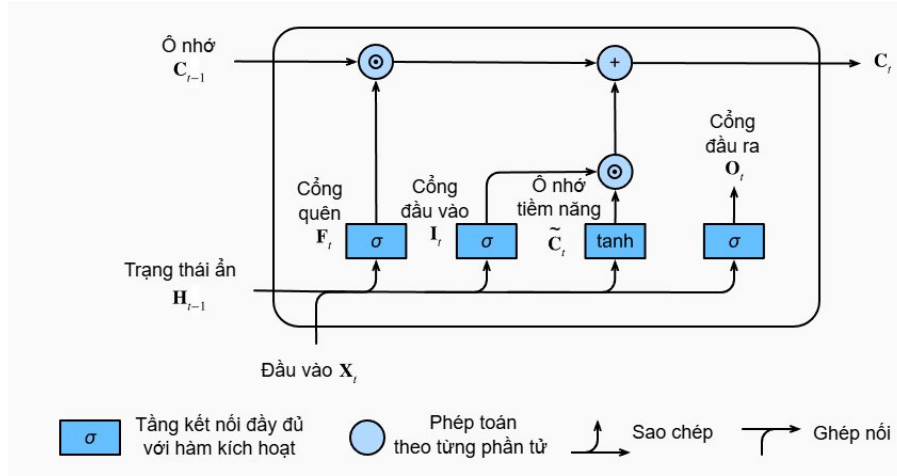 Ô nhớ
C_{t-1}
⊙
+
C_t
Cổng
đầu ra
O_t
⊙
Cổng
quên
F_t
σ
Cổng
đầu vào
I_t
σ
Ô nhớ
tiềm năng
C̃_t
tanh
σ
Trạng thái ẩn
H_{t-1}
Đầu vào X_t
σ
Tầng kết nối đầy đủ
với hàm kích hoạt
Phép toán
theo từng phần tử
Sao chép
Ghép nối